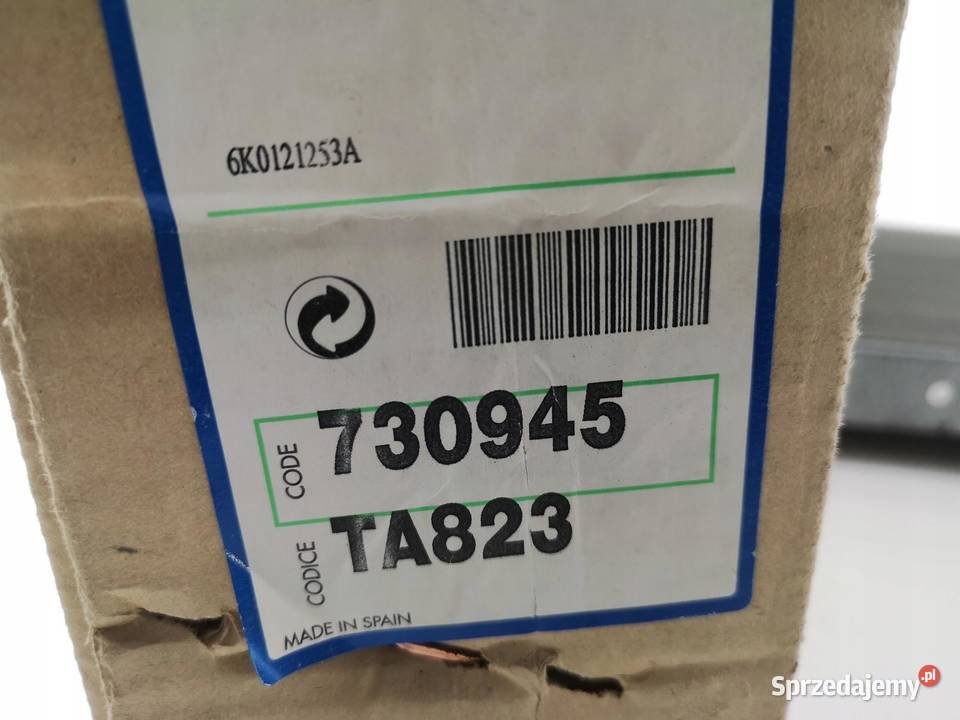 6K0121253A
CODE 730945
CODICE TA823
MADE IN SPAIN
Sprzedajemy.pl